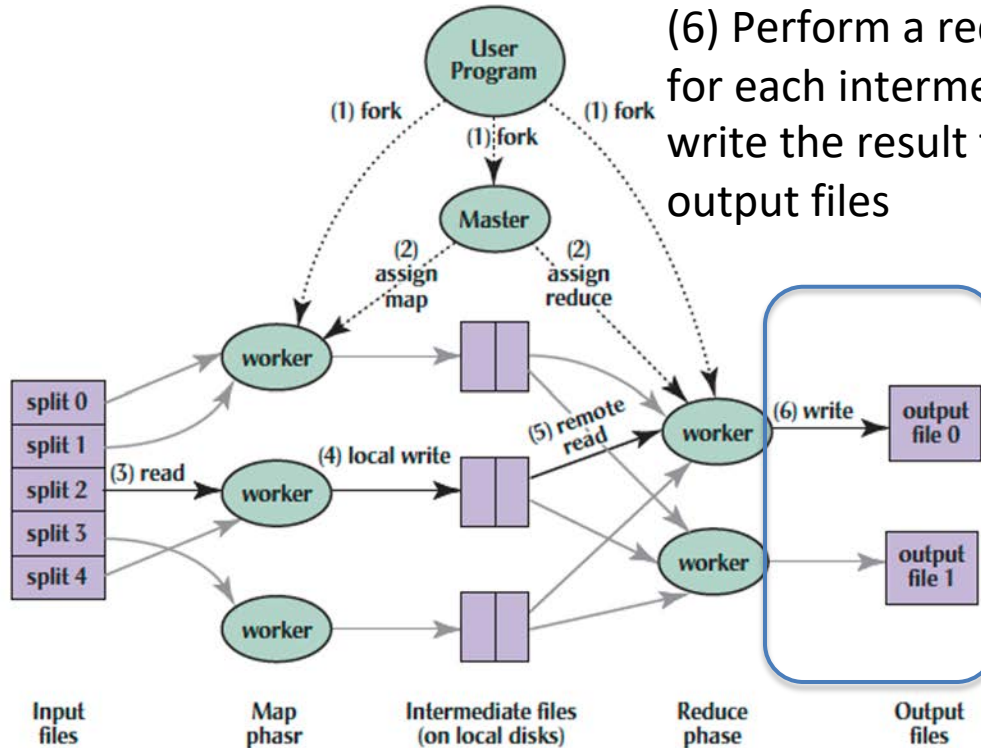 (6) Perform a
for each
write the result
output files
User
Program
(1) fork
(1) fork
(1) fork
Master
(2)
assign
map
(2)
assign
reduce
worker
split 0
split 1
split 2
split 3
split 4
(3) read
worker
(4) local write
(5) remote
read
worker
(6) write
output
file 0
worker
output
file 1
worker
Input
files
Map
phasr
Intermediate files
(on local disks)
Reduce
phase
Output
files